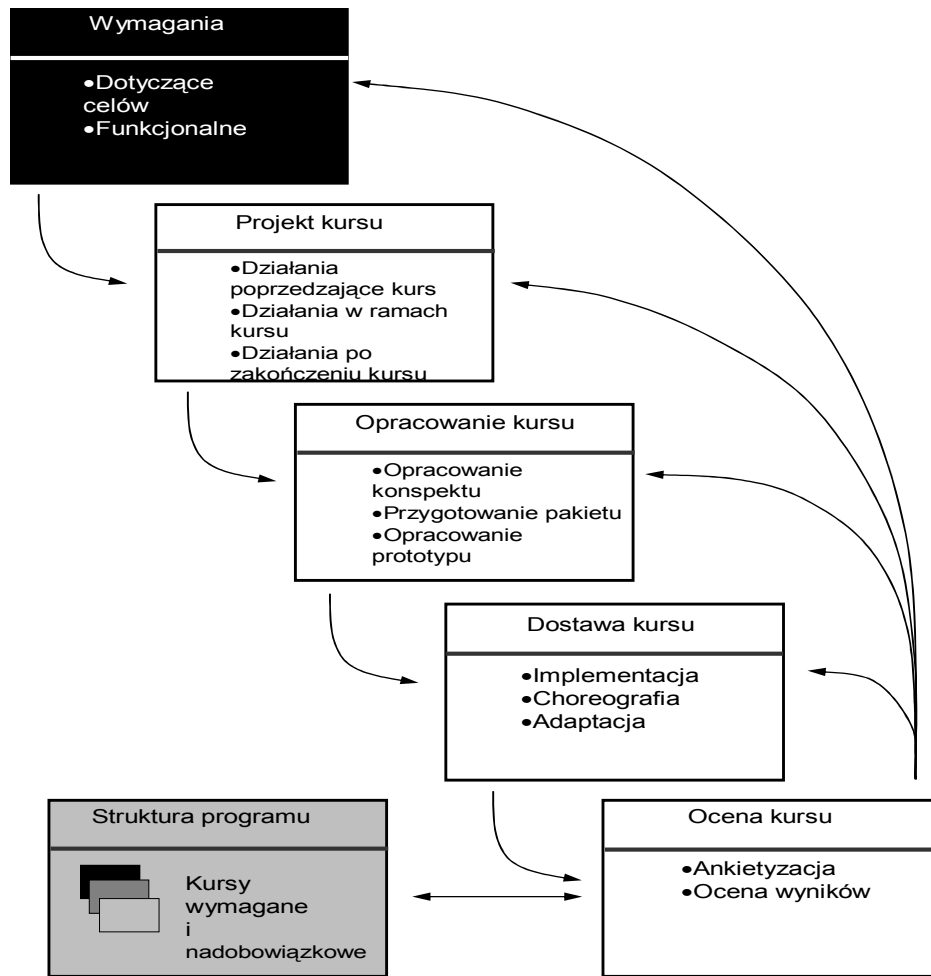 Wymagania
•Dotyczące
celów
•Funkcjonalne
Projekt kursu
•Działania
poprzedzające kurs
•Działania w ramach
kursu
•Działania po
zakończeniu kursu
Opracowanie kursu
•Opracowanie
konspektu
•Przygotowanie pakietu
•Opracowanie
prototypu
Dostawa kursu
•Implementacja
•Choreografia
•Adaptacja
Struktura programu
Kursy
wymagane
i
nadobowiązkowe
Ocena kursu
•Ankietyzacja
•Ocena wyników